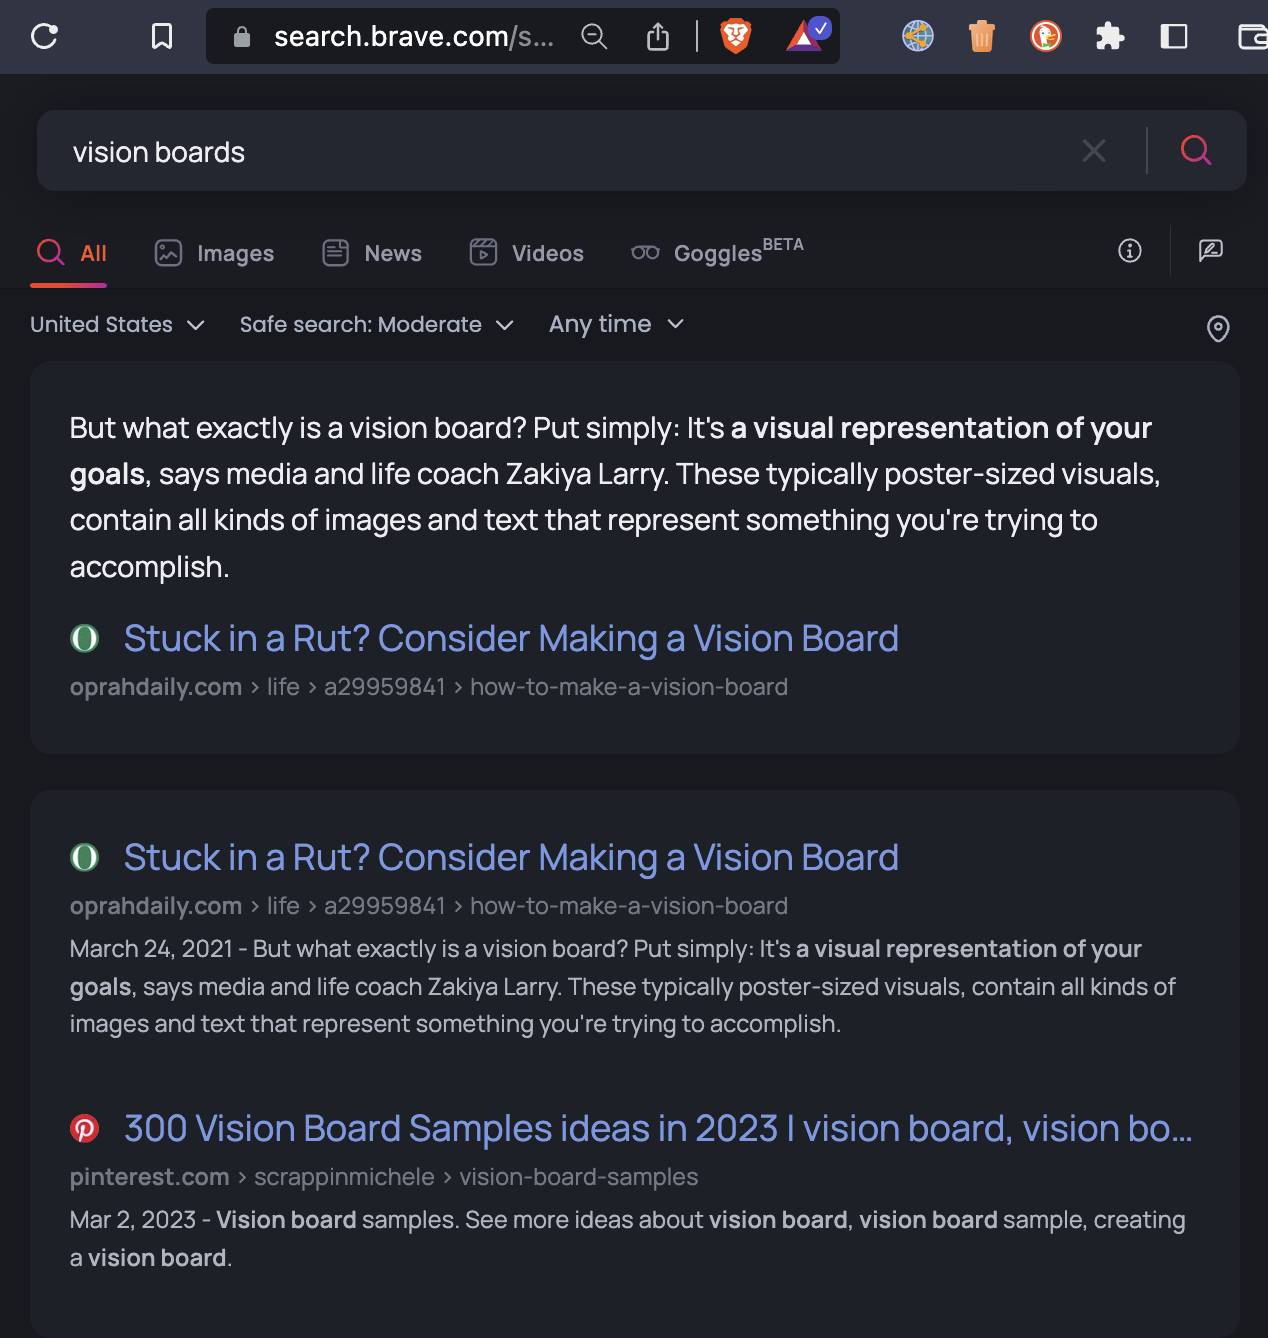 search.brave.com/s...
vision boards
All Images News Videos Goggles BETA
United States Safe search: Moderate Any time
But what exactly is a vision board? Put simply: It's a visual representation of your
goals, says media and life coach Zakiya Larry. These typically poster-sized visuals,
contain all kinds of images and text that represent something you're trying to
accomplish.
Stuck in a Rut? Consider Making a Vision Board
oprahdaily.com › life › a29959841 › how-to-make-a-vision-board
Stuck in a Rut? Consider Making a Vision Board
oprahdaily.com › life › a29959841 › how-to-make-a-vision-board
March 24, 2021 - But what exactly is a vision board? Put simply: It's a visual representation of your
goals, says media and life coach Zakiya Larry. These typically poster-sized visuals, contain all kinds of
images and text that represent something you're trying to accomplish.
300 Vision Board Samples ideas in 2023 | vision board, vision bo...
pinterest.com › scrappinmichele › vision-board-samples
Mar 2, 2023 - Vision board samples. See more ideas about vision board, vision board sample, creating
a vision board.